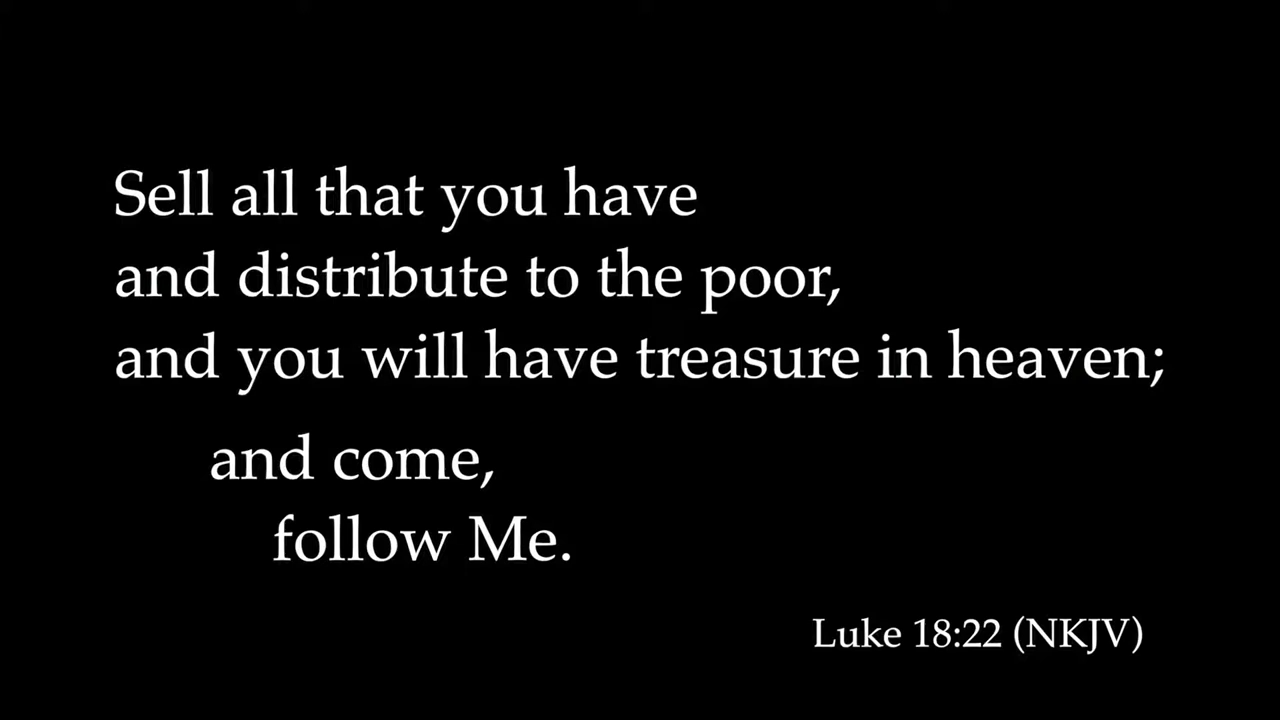 Sell all that you have
and distribute to the poor,
and you will have treasure in heaven;
and come,
follow Me.
Luke 18:22 (NKJV)